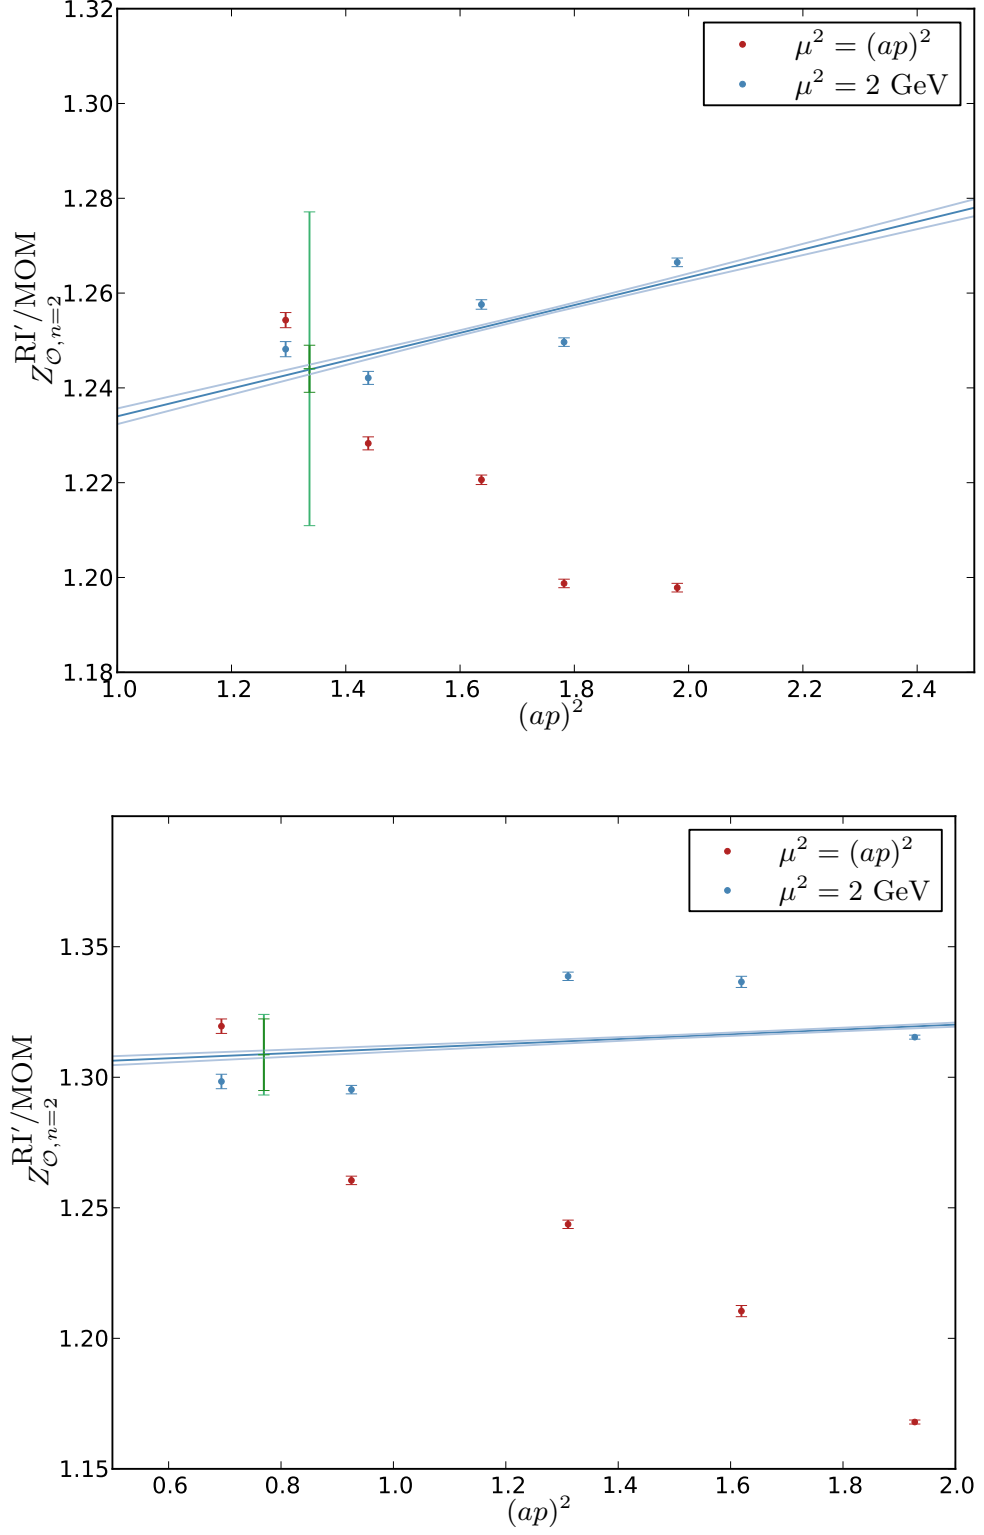 1.32
μ² = (ap)²
μ² = 2 GeV
1.30
1.28
1.26
1.24
1.22
1.20
1.18
Z^{RI′/MOM}_{𝒪,n=2}
1.0 1.2 1.4 1.6 1.8 2.0 2.2 2.4
(ap)²
μ² = (ap)²
μ² = 2 GeV
1.35
1.30
1.25
1.20
1.15
Z^{RI′/MOM}_{𝒪,n=2}
0.6 0.8 1.0 1.2 1.4 1.6 1.8 2.0
(ap)²